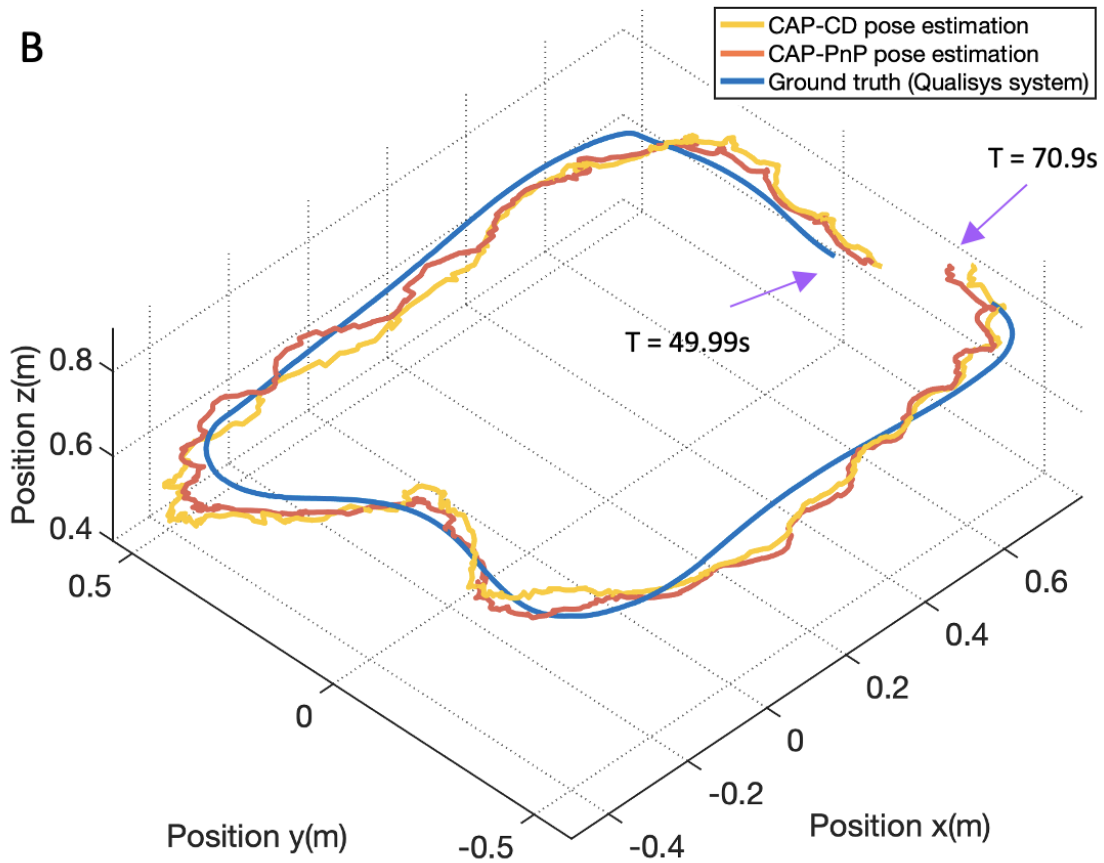 B
CAP-CD pose estimation
CAP-PnP pose estimation
Ground truth (Qualisys system)
T = 70.9s
T = 49.99s
Position z(m)
0.8
0.6
0.4
0.5
0
-0.5
Position y(m)
-0.4
-0.2
0
0.2
0.4
0.6
Position x(m)